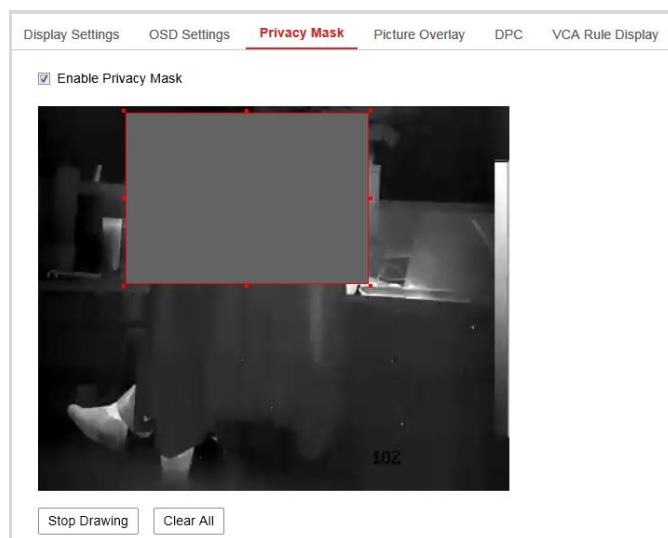 Display Settings OSD Settings Privacy Mask Picture Overlay DPC VCA Rule Display
Enable Privacy Mask
10Z
Stop Drawing Clear All